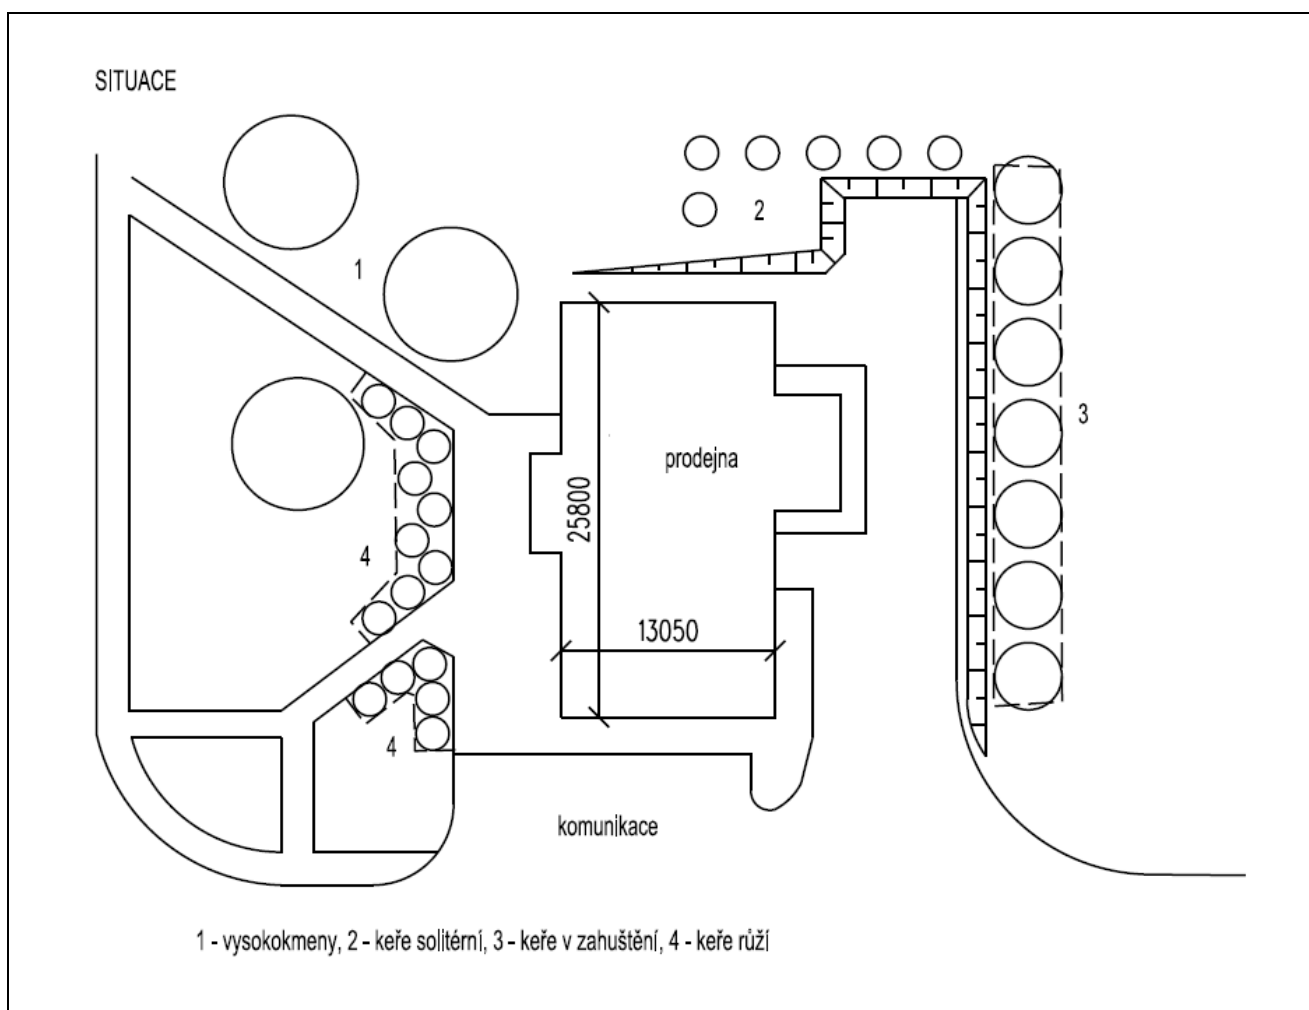 SITUACE
2
1
3
prodejna
25800
4
13050
4
komunikace
1 - vysokokmeny, 2 - keře solitérní, 3 - keře v zahuštění, 4 - keře růží